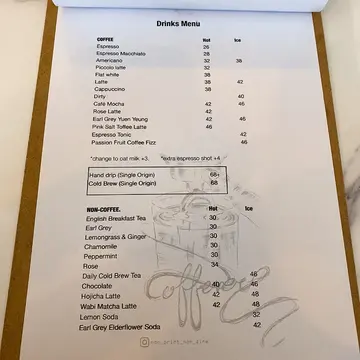 Drinks Menu
COFFEE Hot Ice
Espresso 26
Espresso Macchiato 28
Americano 32 38
Piccolo latte 32
Flat white 38
Latte 38 42
Cappuccino 38
Dirty 40
Café Mocha 42 46
Rose Latte 42
Earl Grey Yuen Yeung 42 46
Pink Salt Toffee Latte 46
Espresso Tonic 42
Passion Fruit Coffee Fizz 46
*change to oat milk +3. *extra espresso shot +4
Hand drip (Single Origin) 68+
Cold Brew (Single Origin) 68
NON-COFFEE. Hot Ice
English Breakfast Tea 30
Earl Grey 30
Lemongrass & Ginger 30
Chamomile 30
Peppermint 30
Rose 34
Daily Cold Brew Tea 46
Chocolate 40 46
Hojicha Latte 42 48
Wabi Matcha Latte 42 48
Lemon Soda 32
Earl Grey Elderflower Soda 42